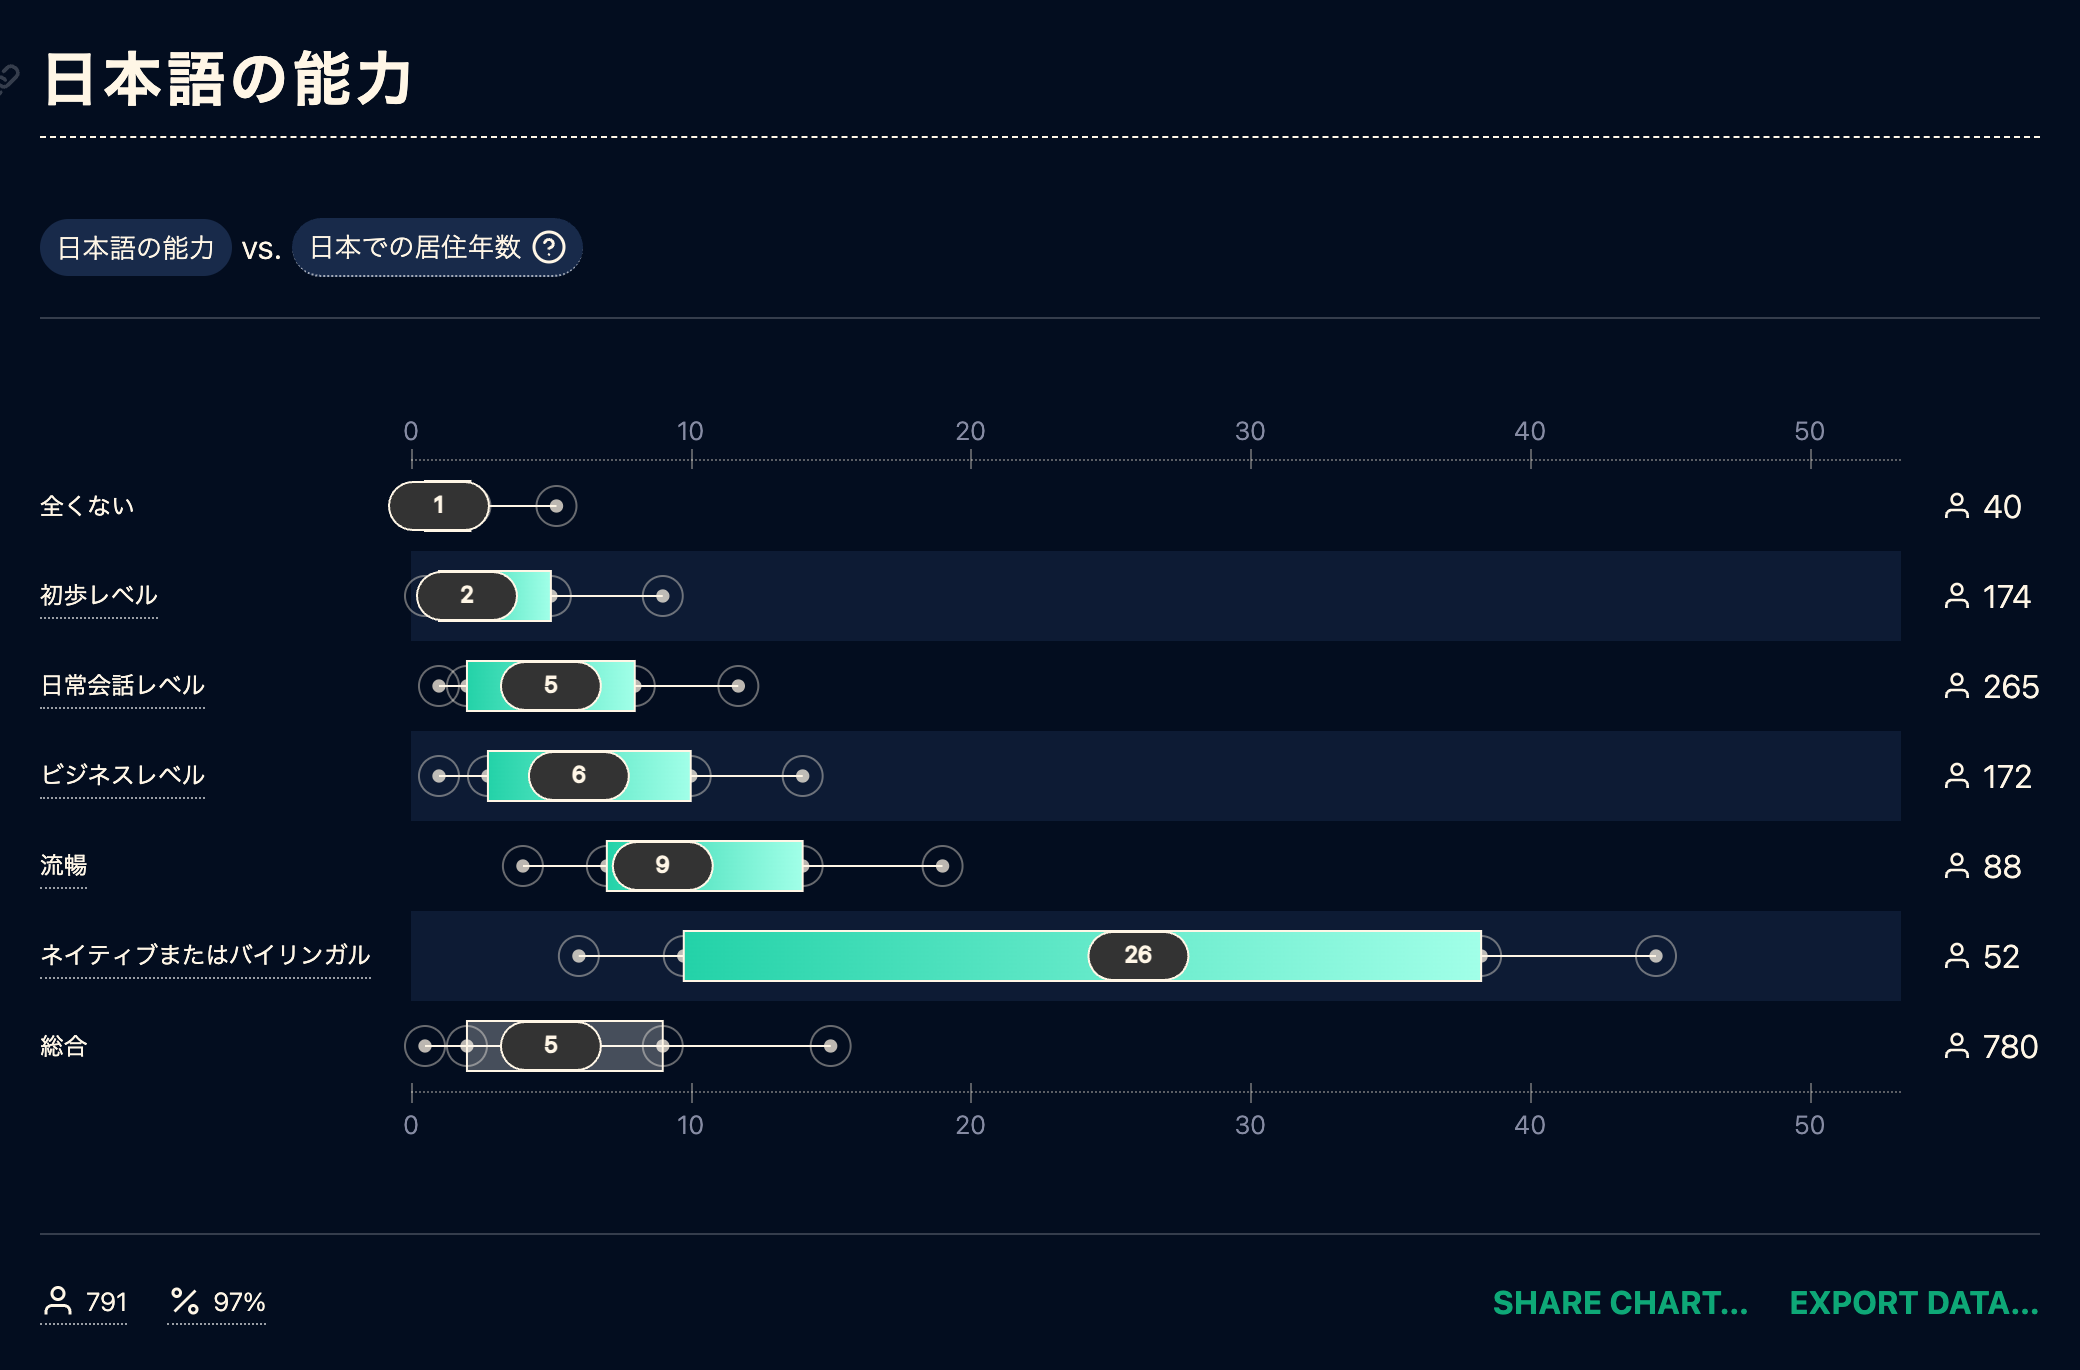 日本語の能力
日本語の能力 vs. 日本での居住年数 ?
0 10 20 30 40 50
全くない 1 40
初歩レベル 2 174
日常会話レベル 5 265
ビジネスレベル 6 172
流暢 9 88
ネイティブまたはバイリンガル 26 52
総合 5 780
0 10 20 30 40 50
791 % 97% SHARE CHART... EXPORT DATA...